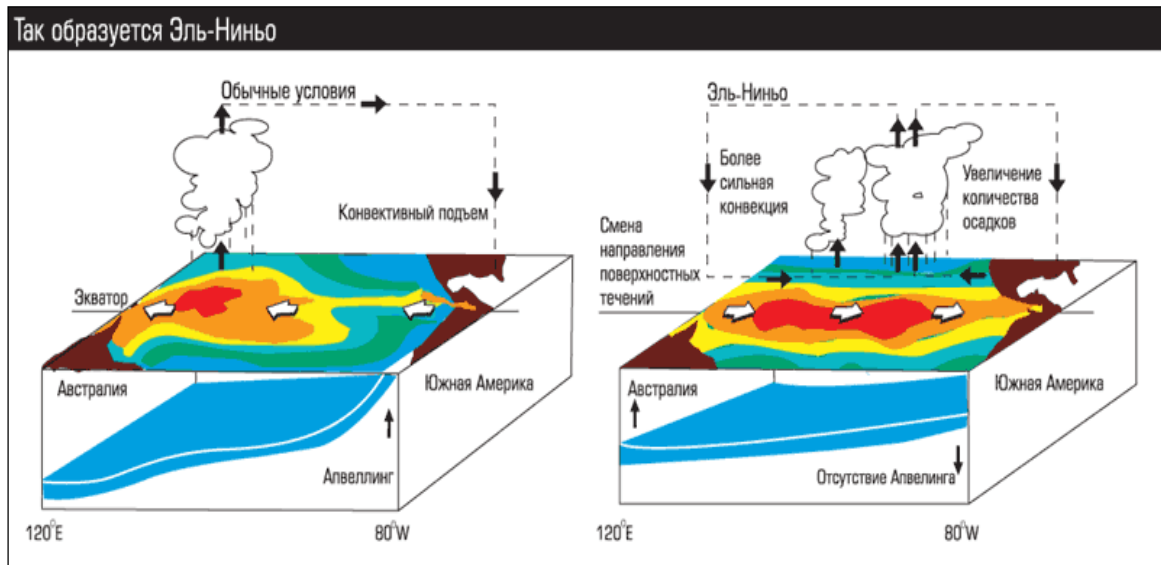 Так образуется Эль-Ниньо
Обычные условия
Конвективный подъем
Экватор
Австралия
Южная Америка
Апвеллинг
120°E
80°W
Эль-Ниньо
Более
сильная
конвекция
Увеличение
количества
осадков
Смена
направления
поверхностных
течений
Австралия
Южная Америка
Отсутствие Апвелинга
120°E
80°W